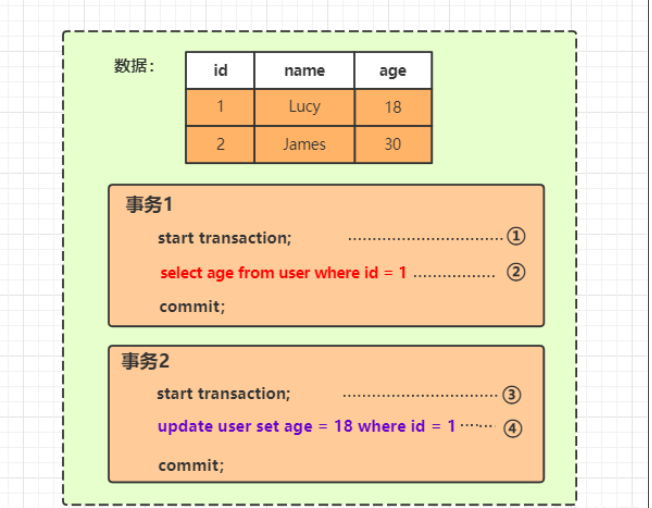 数据：
id name age
1 Lucy 18
2 James 30
事务1
start transaction; ………………………… ①
select age from user where id = 1 ……………… ②
commit;
事务2
start transaction; ………………………… ③
update user set age = 18 where id = 1 ……… ④
commit;